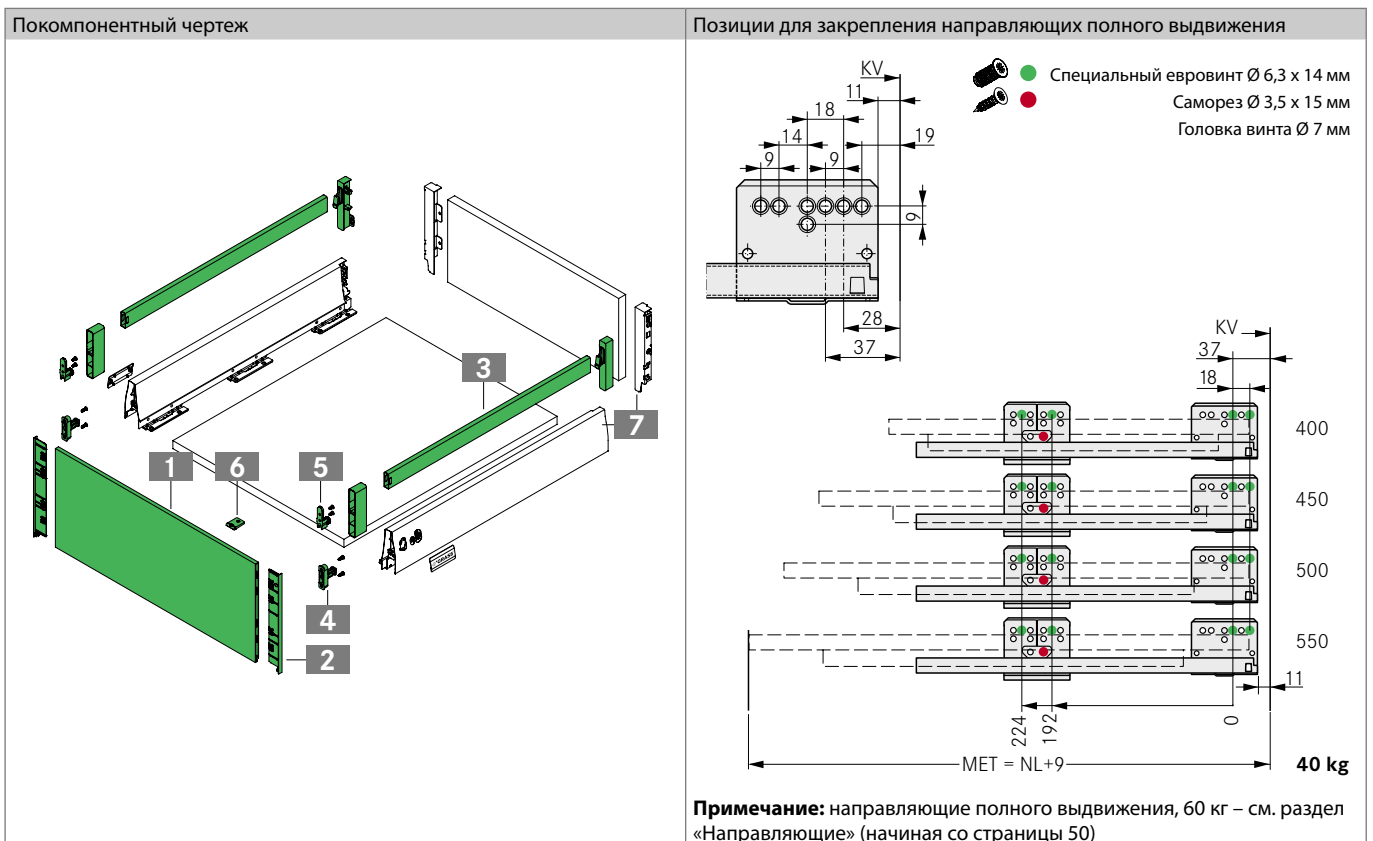 Покомпонентный чертеж
Позиции для закрепления направляющих полного выдвижения
KV
11
18
14
19
9
9
9
28
37
Специальный евровинт Ø 6,3 x 14 мм
Саморез Ø 3,5 x 15 мм
Головка винта Ø 7 мм
3
7
1
6
5
4
2
KV
37
18
400
450
500
550
11
224
192
0
MET = NL+9
40 kg
Примечание: направляющие полного выдвижения, 60 кг – см. раздел
«Направляющие» (начиная со страницы 50)